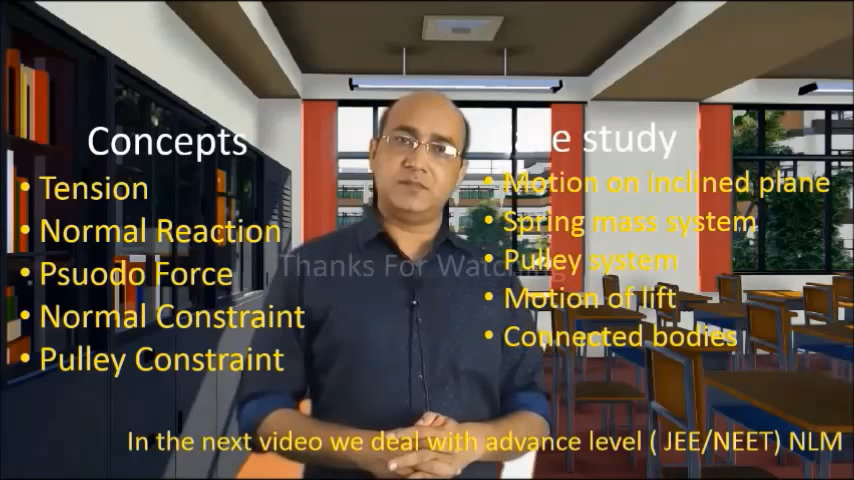 Concepts
• Tension
• Normal Reaction
• Psuodo Force
• Normal Constraint
• Pulley Constraint
study
• Motion on inclined plane
• Spring mass system
• Pulley system
• Motion of lift
• Connected bodies
Thanks For Watching
In the next video we deal with advance level ( JEE/NEET) NLM